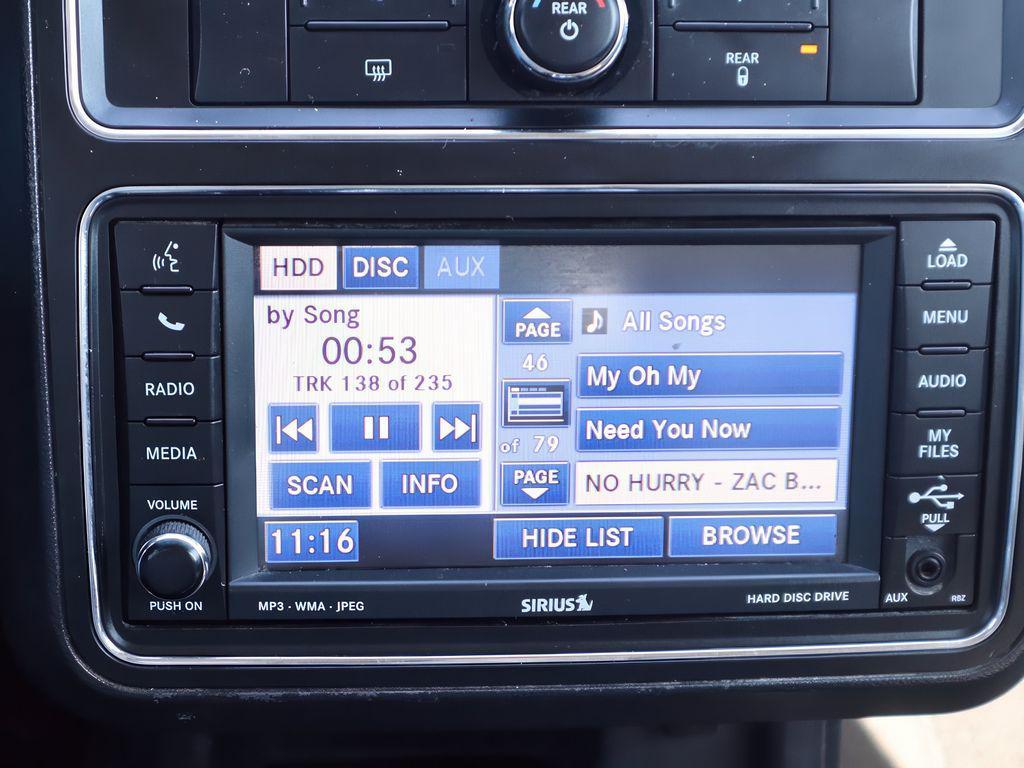 REAR
REAR
HDD DISC AUX
by Song
00:53
TRK 138 of 235
SCAN INFO
11:16
PAGE
46
of 79
PAGE
All Songs
My Oh My
Need You Now
NO HURRY - ZAC B...
HIDE LIST BROWSE
RADIO
MEDIA
VOLUME
PUSH ON
LOAD
MENU
AUDIO
MY
FILES
PULL
AUX RBZ
MP3 · WMA · JPEG
SIRIUS
HARD DISC DRIVE